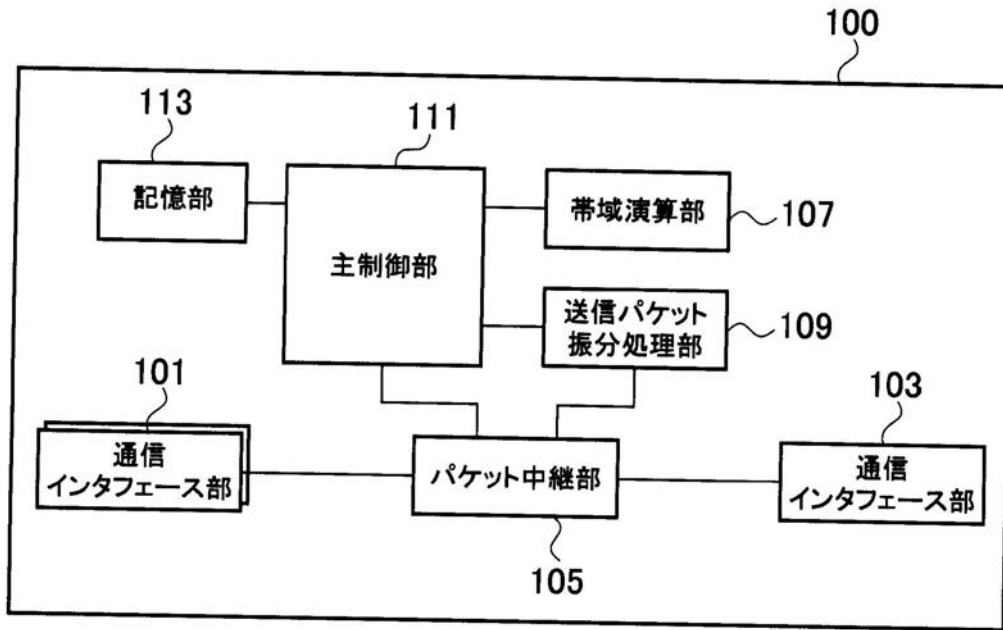 100
113
111
記憶部
帯域演算部
107
主制御部
送信パケット
振分処理部
109
101
103
通信
インタフェース部
パケット中継部
通信
インタフェース部
105